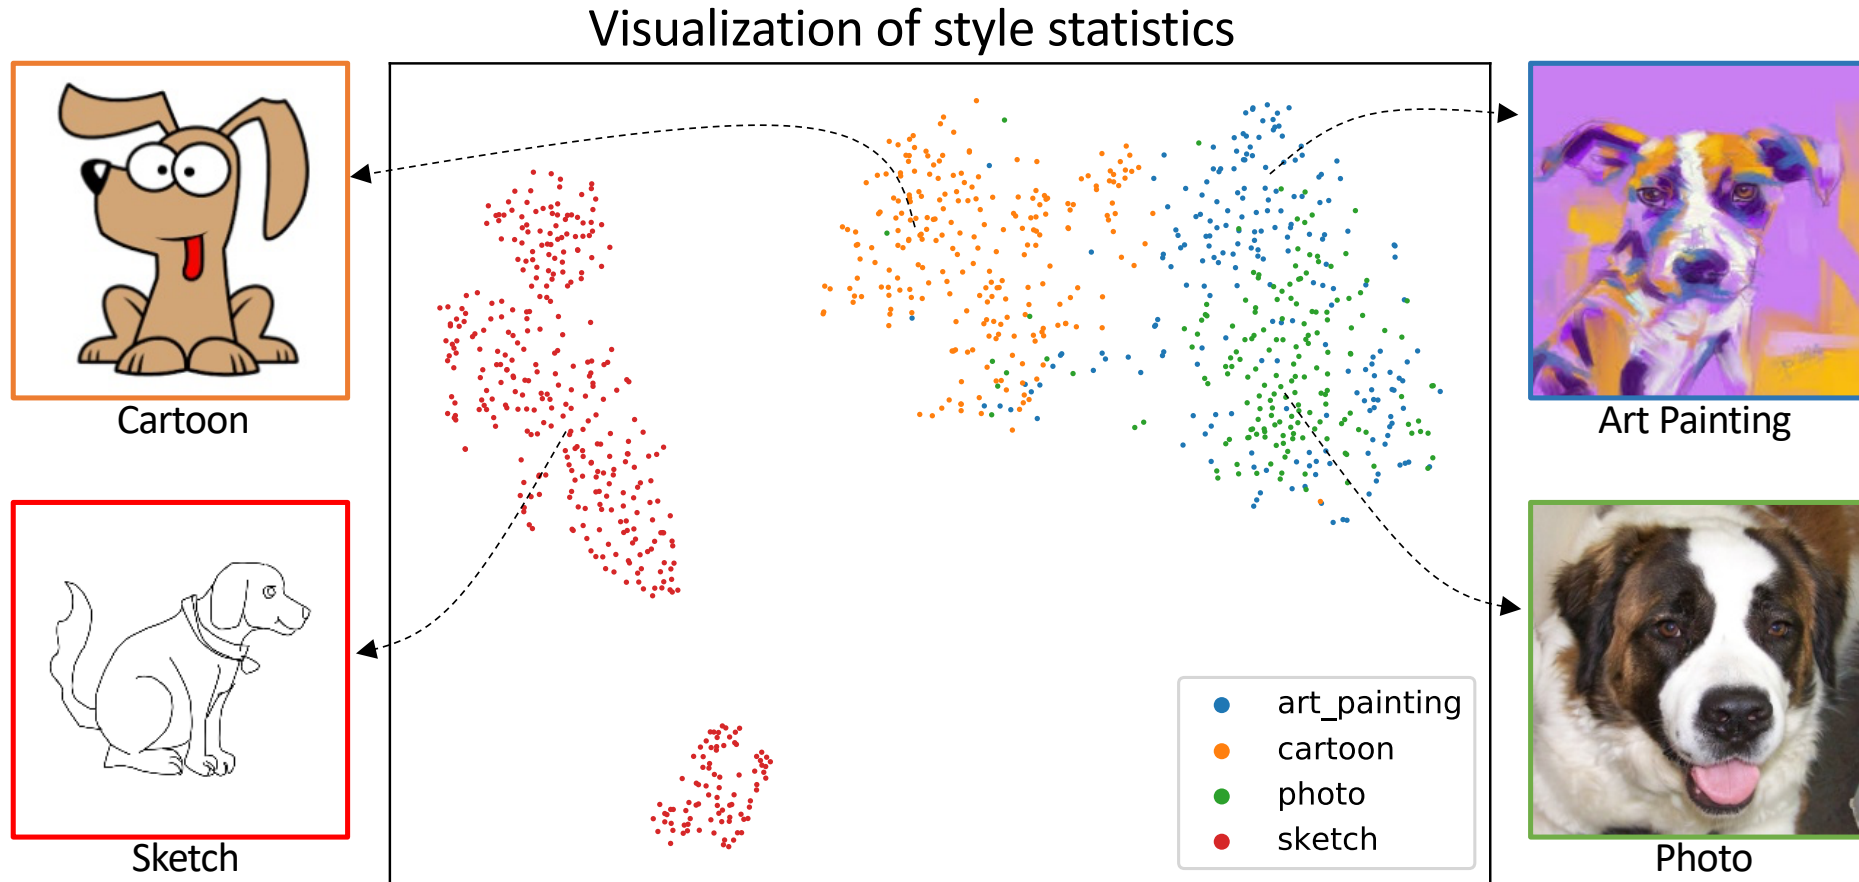 Visualization of style statistics
Cartoon
Art Painting
art_painting
cartoon
photo
sketch
Sketch
Photo